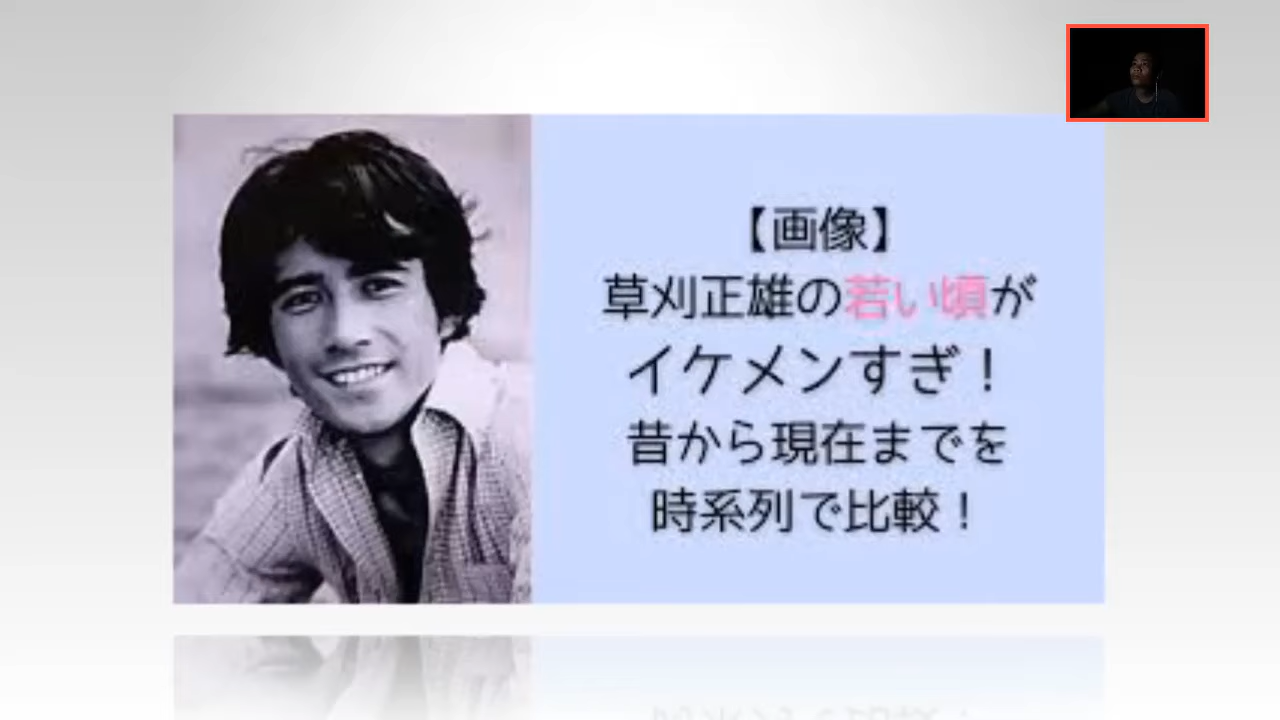 【画像】
草刈正雄の若い頃が
イケメンすぎ！
昔から現在までを
時系列で比較！